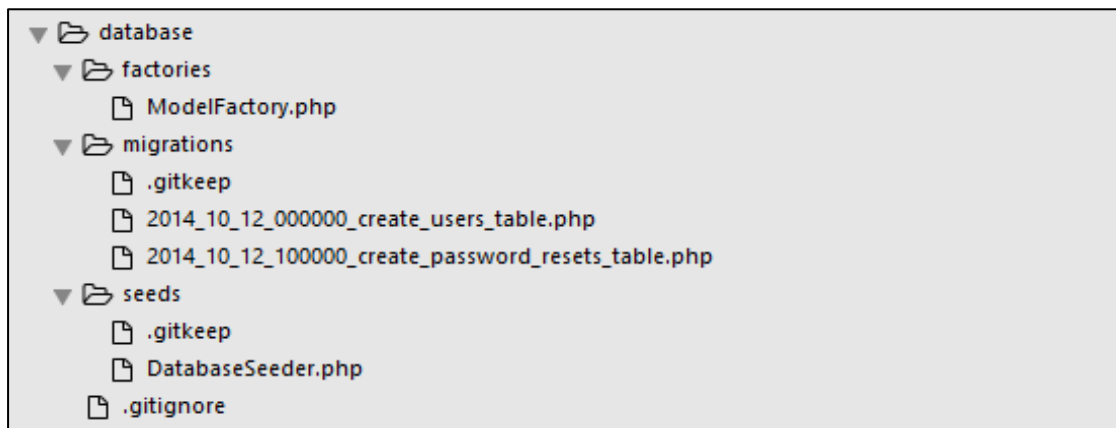 database
factories
ModelFactory.php
migrations
.gitkeep
2014_10_12_000000_create_users_table.php
2014_10_12_100000_create_password_resets_table.php
seeds
.gitkeep
DatabaseSeeder.php
.gitignore